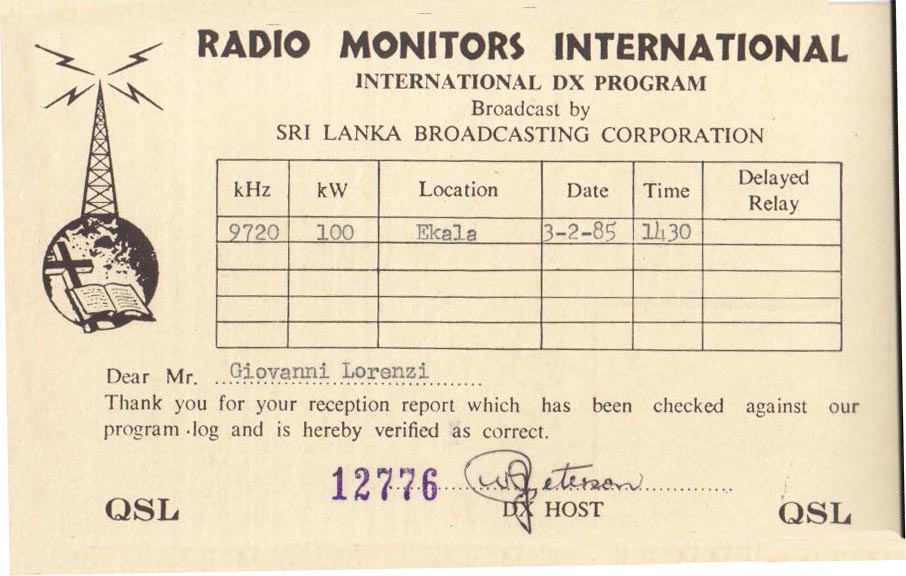 RADIO MONITORS INTERNATIONAL
INTERNATIONAL DX PROGRAM
Broadcast by
SRI LANKA BROADCASTING CORPORATION
kHz kW Location Date Time Delayed Relay
9720 100 Ekala 3-2-85 1430
Dear Mr. Giovanni Lorenzi
Thank you for your reception report which has been checked against our
program log and is hereby verified as correct.
12776 Peterson
QSL DX HOST QSL